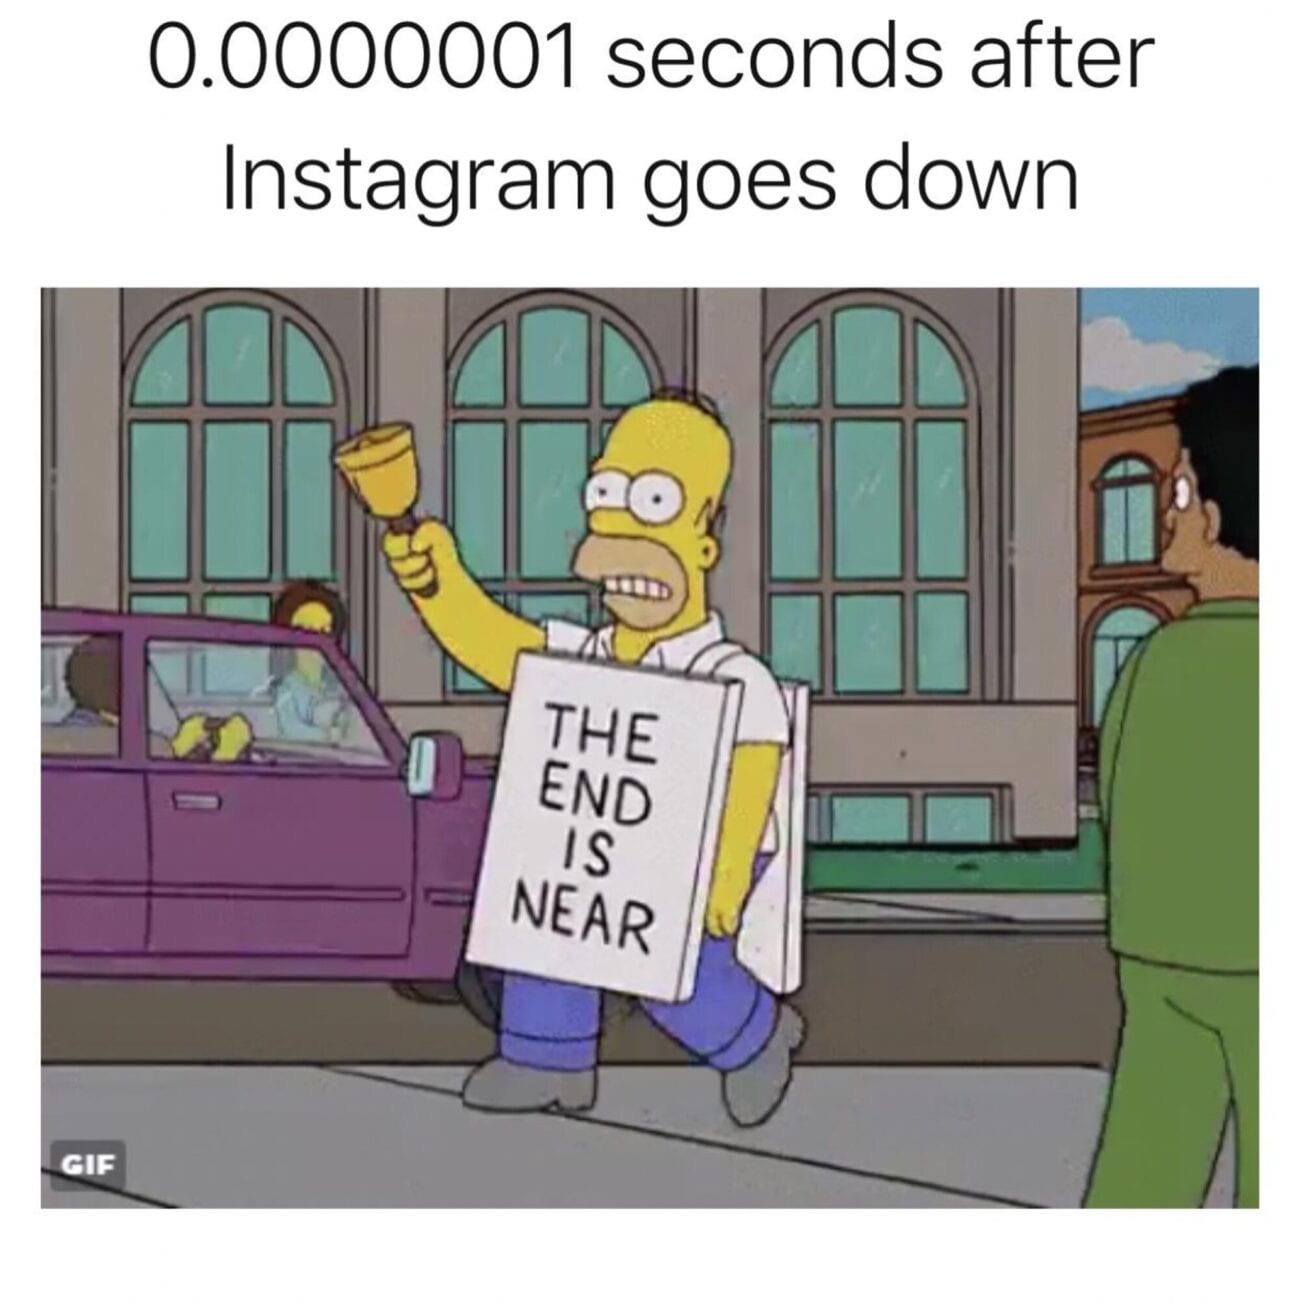 0.0000001 seconds after
Instagram goes down
THE
END
IS
NEAR
GIF